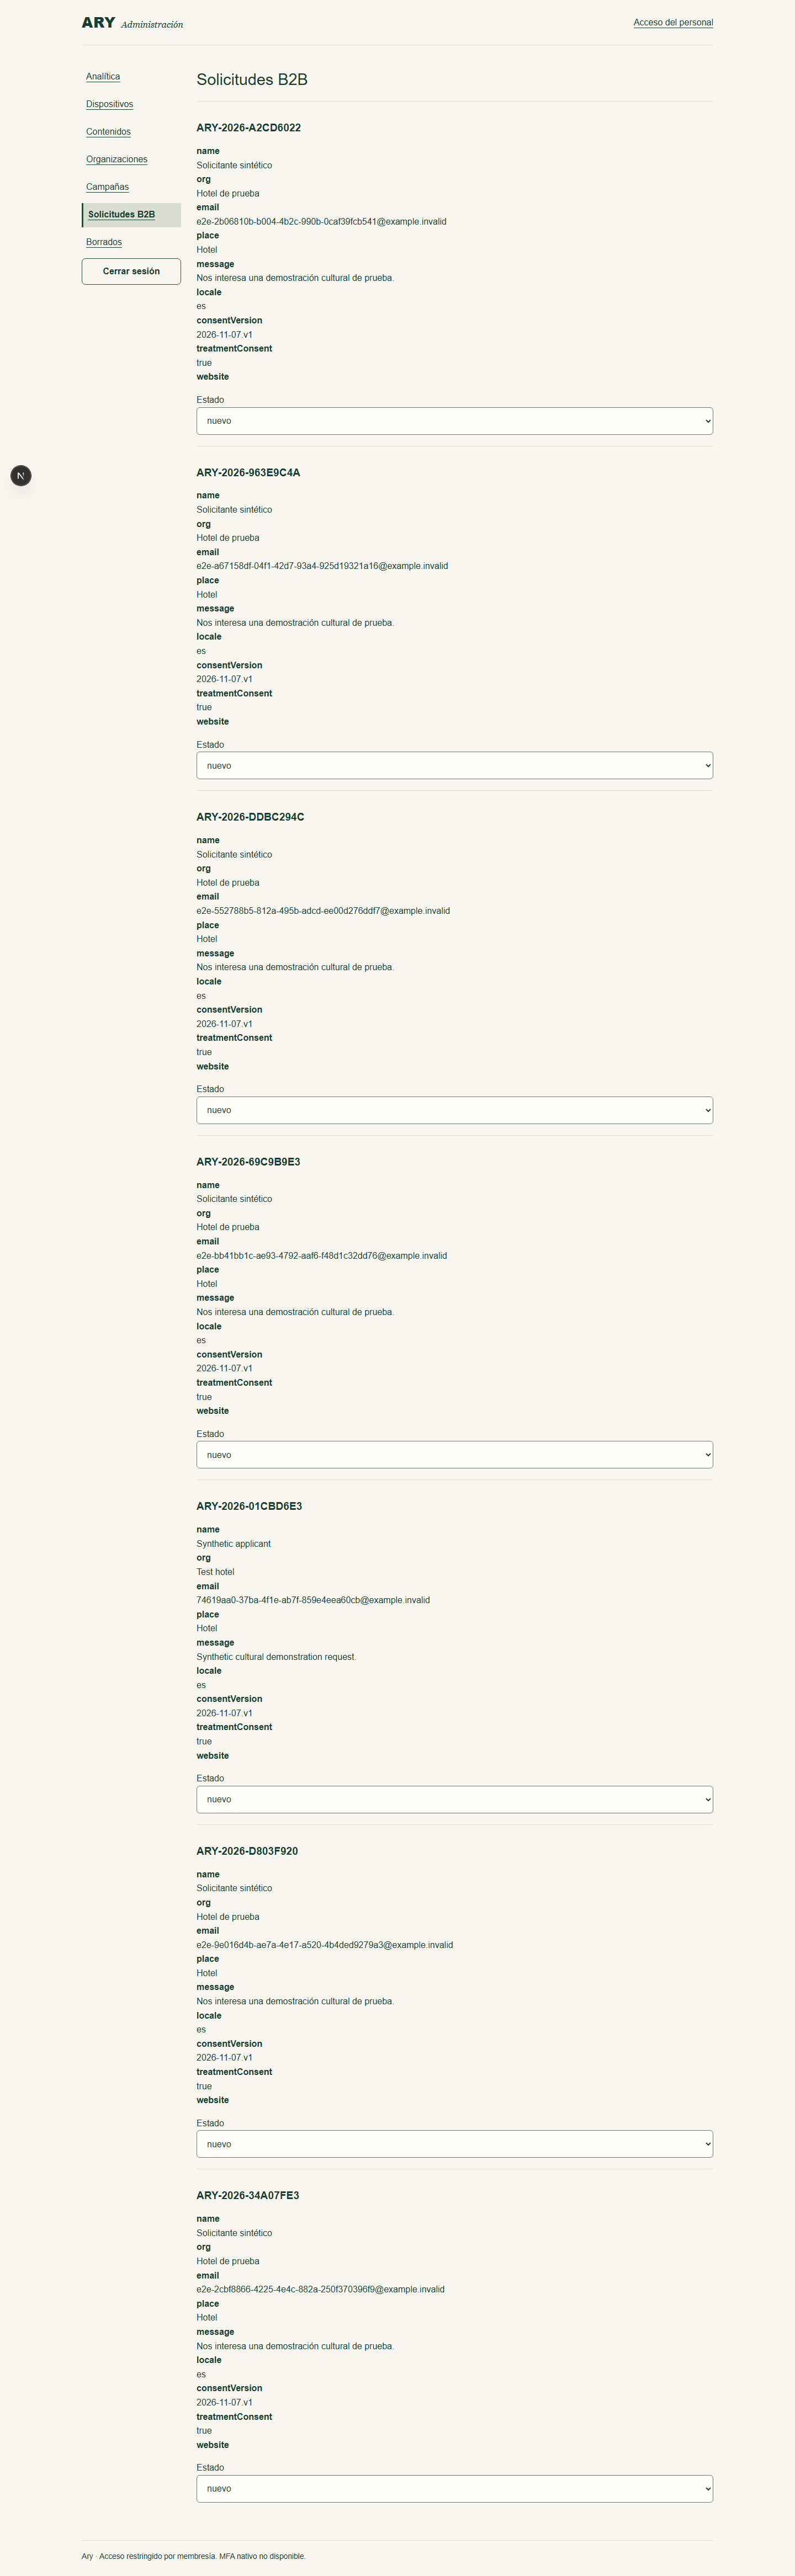 ARY Administración
Acceso del personal
Analítica
Dispositivos
Contenidos
Organizaciones
Campañas
Solicitudes B2B
Borrados
Cerrar sesión
Solicitudes B2B
ARY-2026-A2CD6022
name
Solicitante sintético
org
Hotel de prueba
email
e2e-2b06810b-b004-4b2c-990b-0caf39fcb541@example.invalid
place
Hotel
message
Nos interesa una demostración cultural de prueba.
locale
es
consentVersion
2026-11-07.v1
treatmentConsent
true
website
Estado
nuevo
N
ARY-2026-963E9C4A
name
Solicitante sintético
org
Hotel de prueba
email
e2e-a67158df-04f1-42d7-93a4-925d19321a16@example.invalid
place
Hotel
message
Nos interesa una demostración cultural de prueba.
locale
es
consentVersion
2026-11-07.v1
treatmentConsent
true
website
Estado
nuevo
ARY-2026-DDBC294C
name
Solicitante sintético
org
Hotel de prueba
email
e2e-552788b5-812a-495b-adcd-ee00d276ddf7@example.invalid
place
Hotel
message
Nos interesa una demostración cultural de prueba.
locale
es
consentVersion
2026-11-07.v1
treatmentConsent
true
website
Estado
nuevo
ARY-2026-69C9B9E3
name
Solicitante sintético
org
Hotel de prueba
email
e2e-bb41bb1c-ae93-4792-aaf6-f48d1c32dd76@example.invalid
place
Hotel
message
Nos interesa una demostración cultural de prueba.
locale
es
consentVersion
2026-11-07.v1
treatmentConsent
true
website
Estado
nuevo
ARY-2026-01CBD6E3
name
Synthetic applicant
org
Test hotel
email
74619aa0-37ba-4f1e-ab7f-859e4eea60cb@example.invalid
place
Hotel
message
Synthetic cultural demonstration request.
locale
es
consentVersion
2026-11-07.v1
treatmentConsent
true
website
Estado
nuevo
ARY-2026-D803F920
name
Solicitante sintético
org
Hotel de prueba
email
e2e-9e016d4b-ae7a-4e17-a520-4b4ded9279a3@example.invalid
place
Hotel
message
Nos interesa una demostración cultural de prueba.
locale
es
consentVersion
2026-11-07.v1
treatmentConsent
true
website
Estado
nuevo
ARY-2026-34A07FE3
name
Solicitante sintético
org
Hotel de prueba
email
e2e-2cbf8866-4225-4e4c-882a-250f370396f9@example.invalid
place
Hotel
message
Nos interesa una demostración cultural de prueba.
locale
es
consentVersion
2026-11-07.v1
treatmentConsent
true
website
Estado
nuevo
Ary · Acceso restringido por membresía. MFA nativo no disponible.